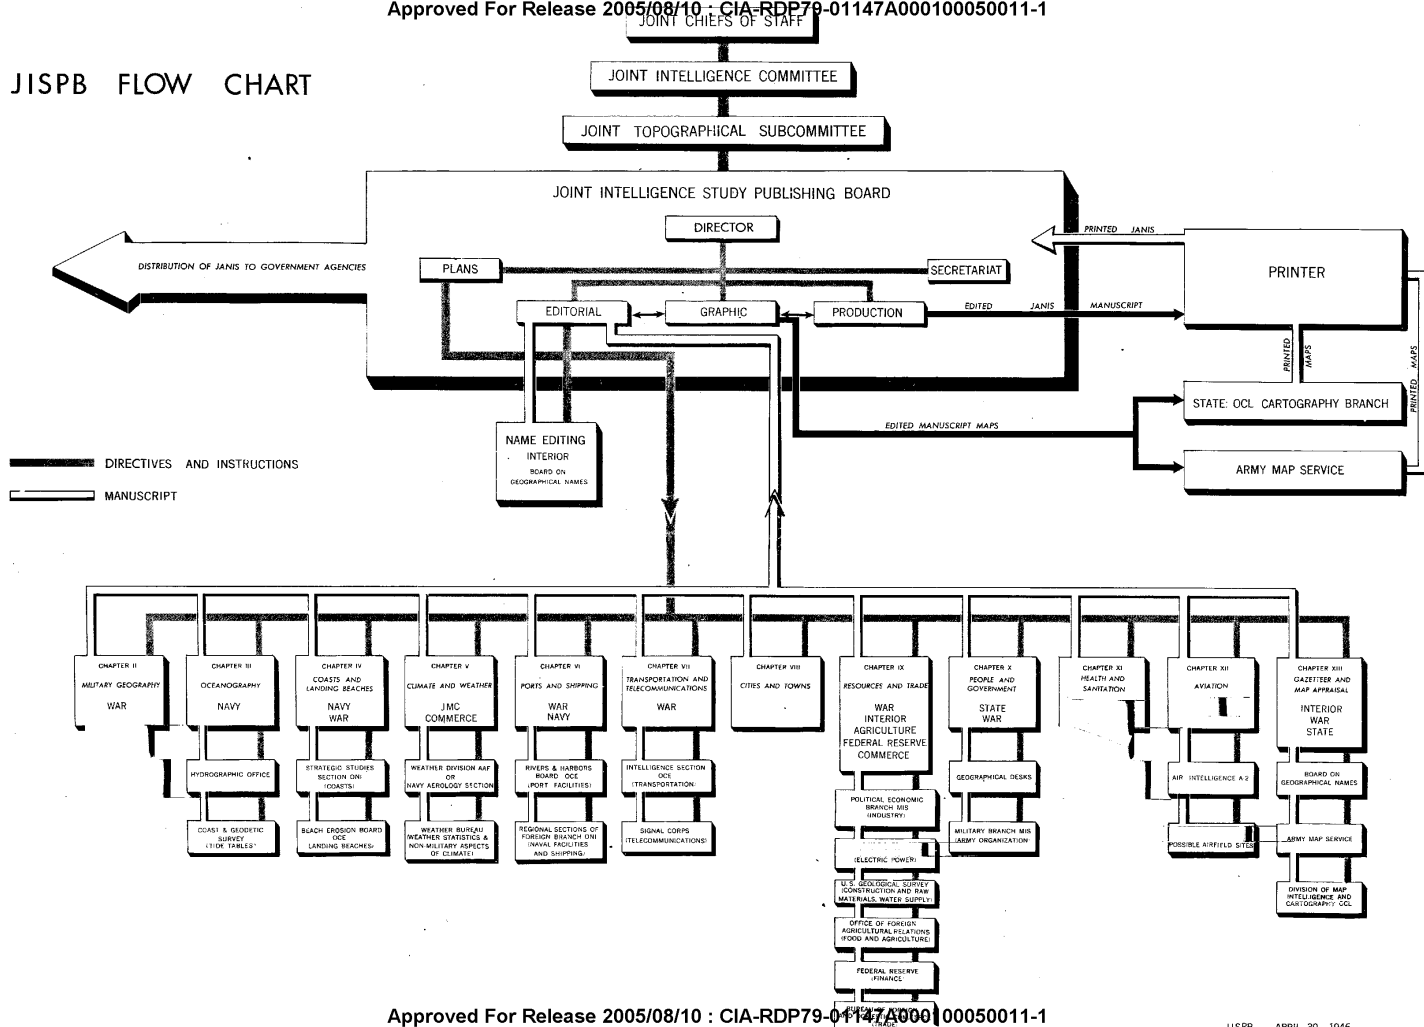 Approved For Release 2005/08/10 : CIA-RDP79-01147A000100050011-1
JOINT CHIEFS OF STAFF
JISPB FLOW CHART
JOINT INTELLIGENCE COMMITTEE
JOINT TOPOGRAPHICAL SUBCOMMITTEE
JOINT INTELLIGENCE STUDY PUBLISHING BOARD
DIRECTOR
PLANS
SECRETARIAT
EDITORIAL
GRAPHIC
PRODUCTION
DISTRIBUTION OF JANIS TO GOVERNMENT AGENCIES
PRINTED JANIS
PRINTER
EDITED JANIS MANUSCRIPT
PRINTED
MAPS
PRINTED MAPS
STATE: OCL CARTOGRAPHY BRANCH
EDITED MANUSCRIPT MAPS
ARMY MAP SERVICE
NAME EDITING
INTERIOR
BOARD ON
GEOGRAPHICAL NAMES
DIRECTIVES AND INSTRUCTIONS
MANUSCRIPT
CHAPTER II
MILITARY GEOGRAPHY
WAR
CHAPTER III
OCEANOGRAPHY
NAVY
HYDROGRAPHIC OFFICE
COAST & GEODETIC
SURVEY
(TIDE TABLES)
CHAPTER IV
COASTS AND
LANDING BEACHES
NAVY
WAR
STRATEGIC STUDIES
SECTION ONI
(COASTS)
BEACH EROSION BOARD
OCE
LANDING BEACHES)
CHAPTER V
CLIMATE AND WEATHER
JMC
COMMERCE
WEATHER DIVISION AAF
OR
NAVY AEROLOGY SECTION
WEATHER BUREAU
(WEATHER STATISTICS &
NON-MILITARY ASPECTS
OF CLIMATE)
CHAPTER VI
PORTS AND SHIPPING
WAR
NAVY
RIVERS & HARBORS
BOARD OCE
(PORT FACILITIES)
REGIONAL SECTIONS OF
FOREIGN BRANCH ONI
(NAVAL FACILITIES
AND SHIPPING)
CHAPTER VII
TRANSPORTATION AND
TELECOMMUNICATIONS
WAR
INTELLIGENCE SECTION
OCE
(TRANSPORTATION)
SIGNAL CORPS
(TELECOMMUNICATIONS)
CHAPTER VIII
CITIES AND TOWNS
CHAPTER IX
RESOURCES AND TRADE
WAR
INTERIOR
AGRICULTURE
FEDERAL RESERVE
COMMERCE
POLITICAL ECONOMIC
BRANCH MIS
(INDUSTRY)
(ELECTRIC POWER)
U. S. GEOLOGICAL SURVEY
(CONSTRUCTION AND RAW
MATERIALS, WATER SUPPLY)
OFFICE OF FOREIGN
AGRICULTURAL RELATIONS
(FOOD AND AGRICULTURE)
FEDERAL RESERVE
(FINANCE)
BUREAU OF FOREIGN
(TRADE)
CHAPTER X
PEOPLE AND
GOVERNMENT
STATE
WAR
GEOGRAPHICAL DESKS
MILITARY BRANCH MIS
(ARMY ORGANIZATION)
CHAPTER XI
HEALTH AND
SANITATION
CHAPTER XII
AVIATION
AIR INTELLIGENCE A-2
POSSIBLE AIRFIELD SITES
CHAPTER XIII
GAZETTEER AND
MAP APPRAISAL
INTERIOR
WAR
STATE
BOARD ON
GEOGRAPHICAL NAMES
ARMY MAP SERVICE
DIVISION OF MAP
INTELLIGENCE AND
CARTOGRAPHY OCL
Approved For Release 2005/08/10 : CIA-RDP79-01147A000100050011-1